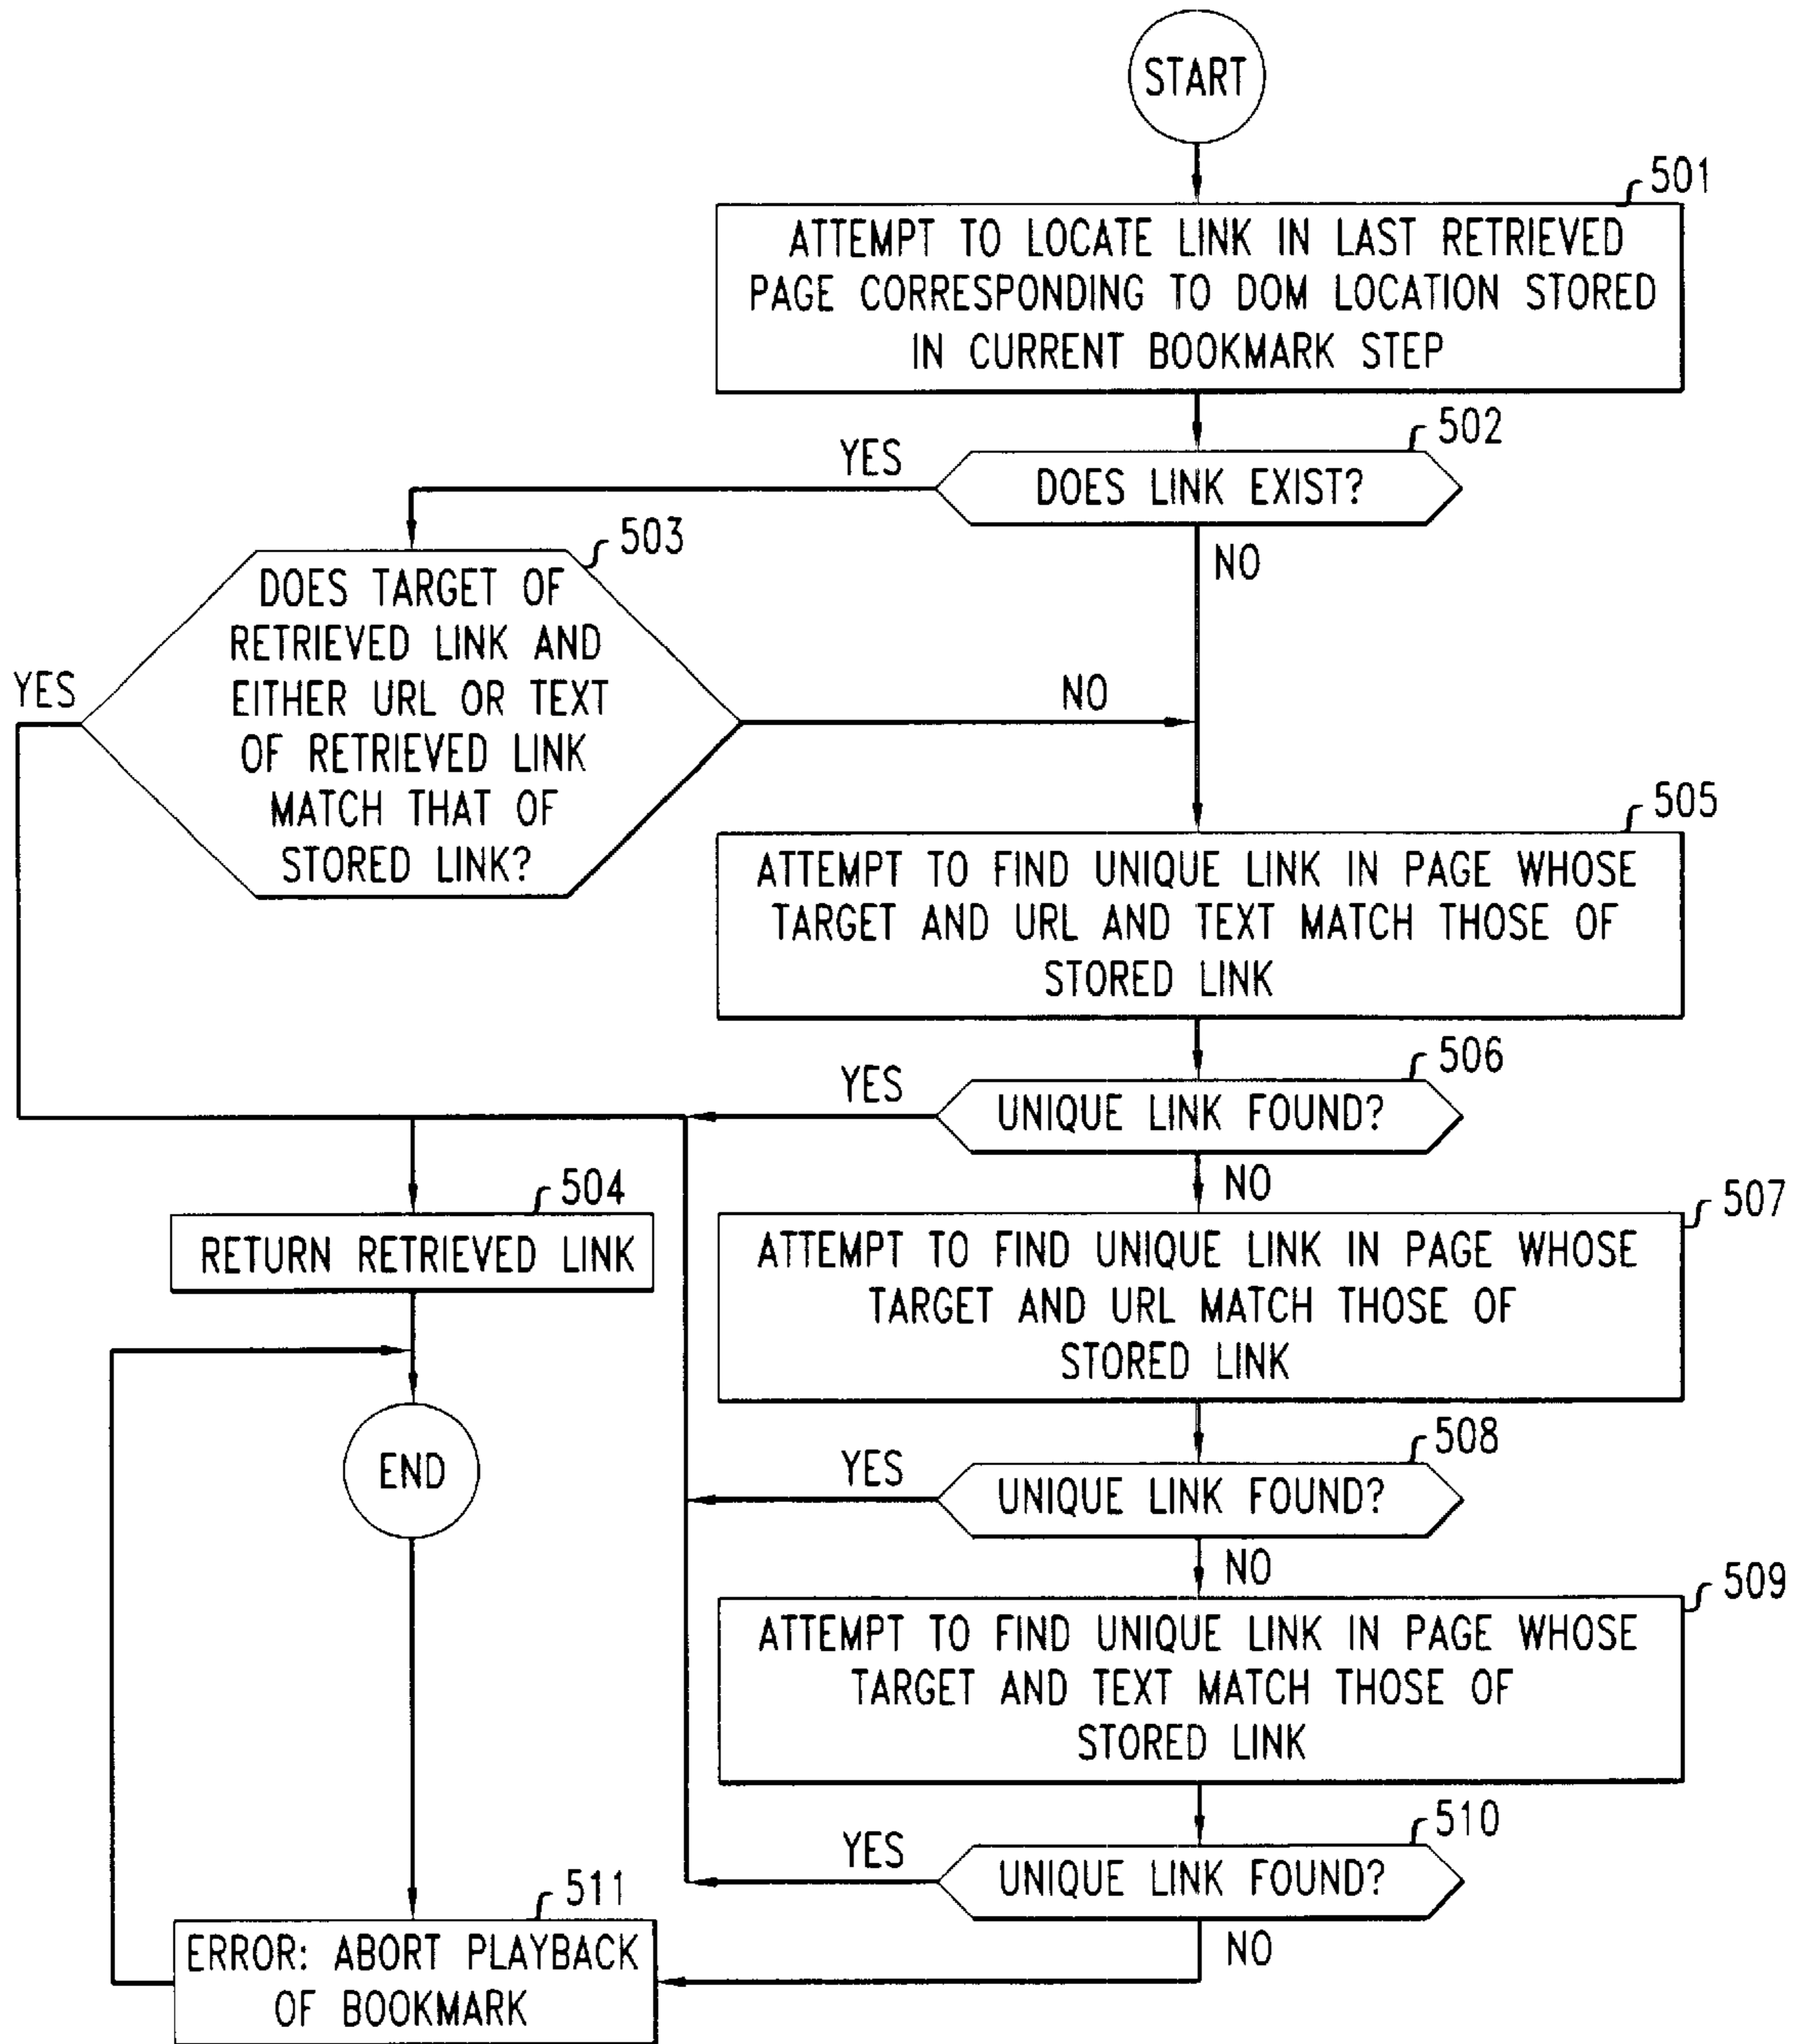 START
501
ATTEMPT TO LOCATE LINK IN LAST RETRIEVED
PAGE CORRESPONDING TO DOM LOCATION STORED
IN CURRENT BOOKMARK STEP
502
YES
DOES LINK EXIST?
NO
503
DOES TARGET OF
RETRIEVED LINK AND
EITHER URL OR TEXT
OF RETRIEVED LINK
MATCH THAT OF
STORED LINK?
YES
NO
505
ATTEMPT TO FIND UNIQUE LINK IN PAGE WHOSE
TARGET AND URL AND TEXT MATCH THOSE OF
STORED LINK
506
YES
UNIQUE LINK FOUND?
NO
504
RETURN RETRIEVED LINK
507
ATTEMPT TO FIND UNIQUE LINK IN PAGE WHOSE
TARGET AND URL MATCH THOSE OF
STORED LINK
END
508
YES
UNIQUE LINK FOUND?
NO
509
ATTEMPT TO FIND UNIQUE LINK IN PAGE WHOSE
TARGET AND TEXT MATCH THOSE OF
STORED LINK
510
YES
UNIQUE LINK FOUND?
NO
511
ERROR: ABORT PLAYBACK
OF BOOKMARK